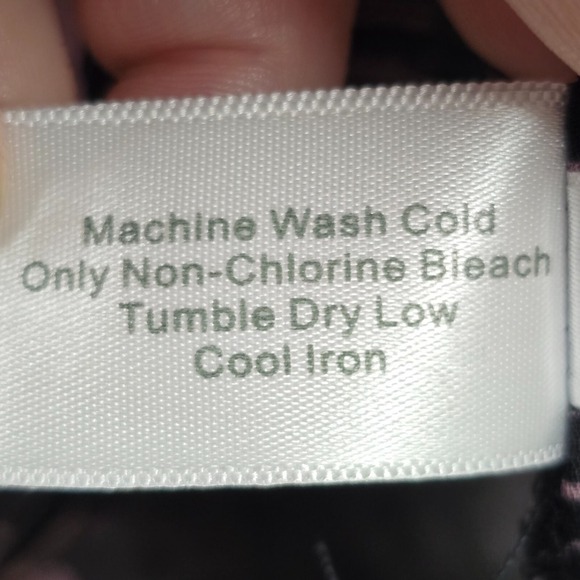 Machine Wash Cold
Only Non-Chlorine Bleach
Tumble Dry Low
Cool Iron